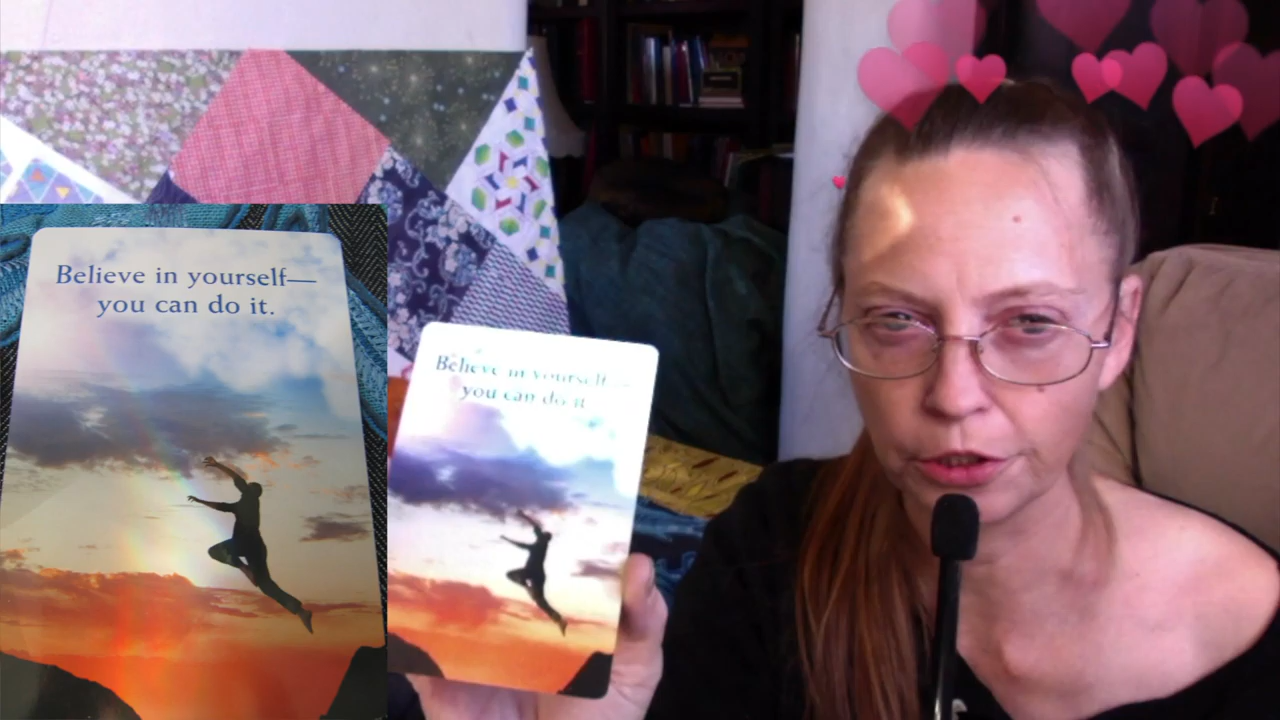 Believe in yourself—
you can do it.
Believe in yourself—
you can do it